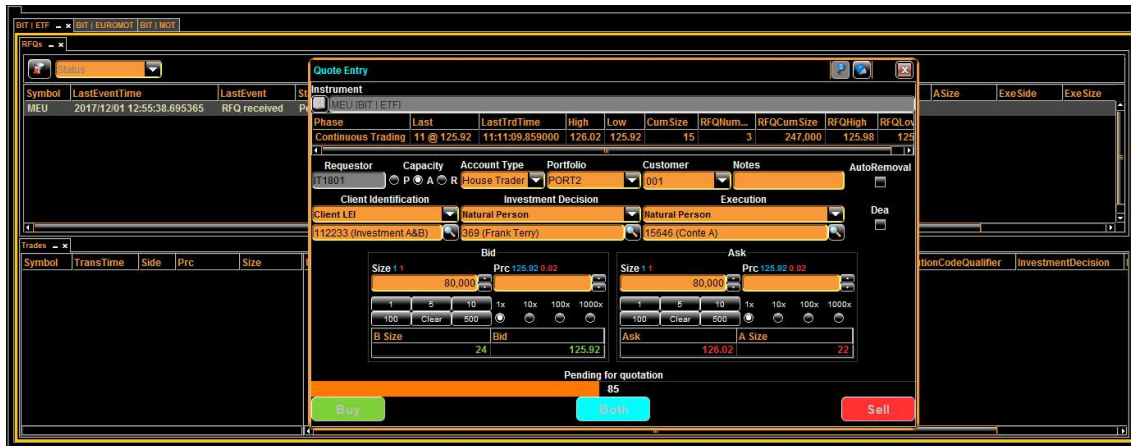 BIT | ETF BIT | EUROMOT BIT | MOT
RFQs
Status
Quote Entry
Symbol LastEventTime LastEvent ASize ExeSide ExeSize
MEU 2017/12/01 12:55:38.695365 RFQ received
Instrument
MEU [BIT | ETF]
Phase Last LastTrdTime High Low CumSize RFQNum... RFQCumSize RFQHigh RFQLov
Continuous Trading 11 @ 125.92 11:11:09.859000 126.02 125.92 15 3 247,000 125.98 125
Requestor Capacity Account Type Portfolio Customer Notes AutoRemoval
IT1801 P A R House Trader PORT2 001
Client Identification Investment Decision Execution Dea
Client LEI Natural Person Natural Person
112233 (Investment A&B) 369 (Frank Terry) 15646 (Conte A)
Trades
Symbol TransTime Side Prc Size tionCodeQualifier InvestmentDecision
Bid Ask
Size 1 1 Prc 125.92 0.02 Size 1 1 Prc 125.92 0.02
80,000 80,000
1 5 10 1x 10x 100x 1000x 1 5 10 1x 10x 100x 1000x
100 Clear 500 100 Clear 500
B Size Bid Ask A Size
24 125.92 126.02 22
Pending for quotation
85
Buy Both Sell